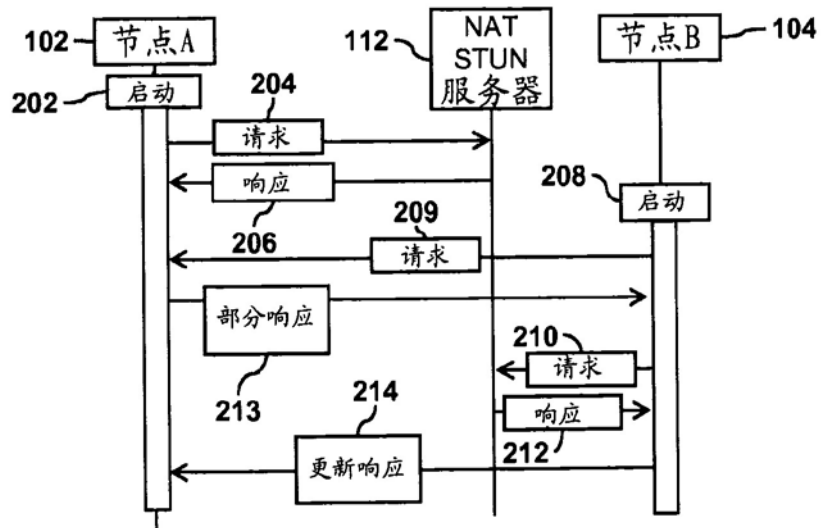 102
节点A
112
NAT
STUN
服务器
节点B
104
202
启动
204
请求
响应
206
208
启动
209
请求
部分响应
213
210
请求
响应
212
214
更新响应